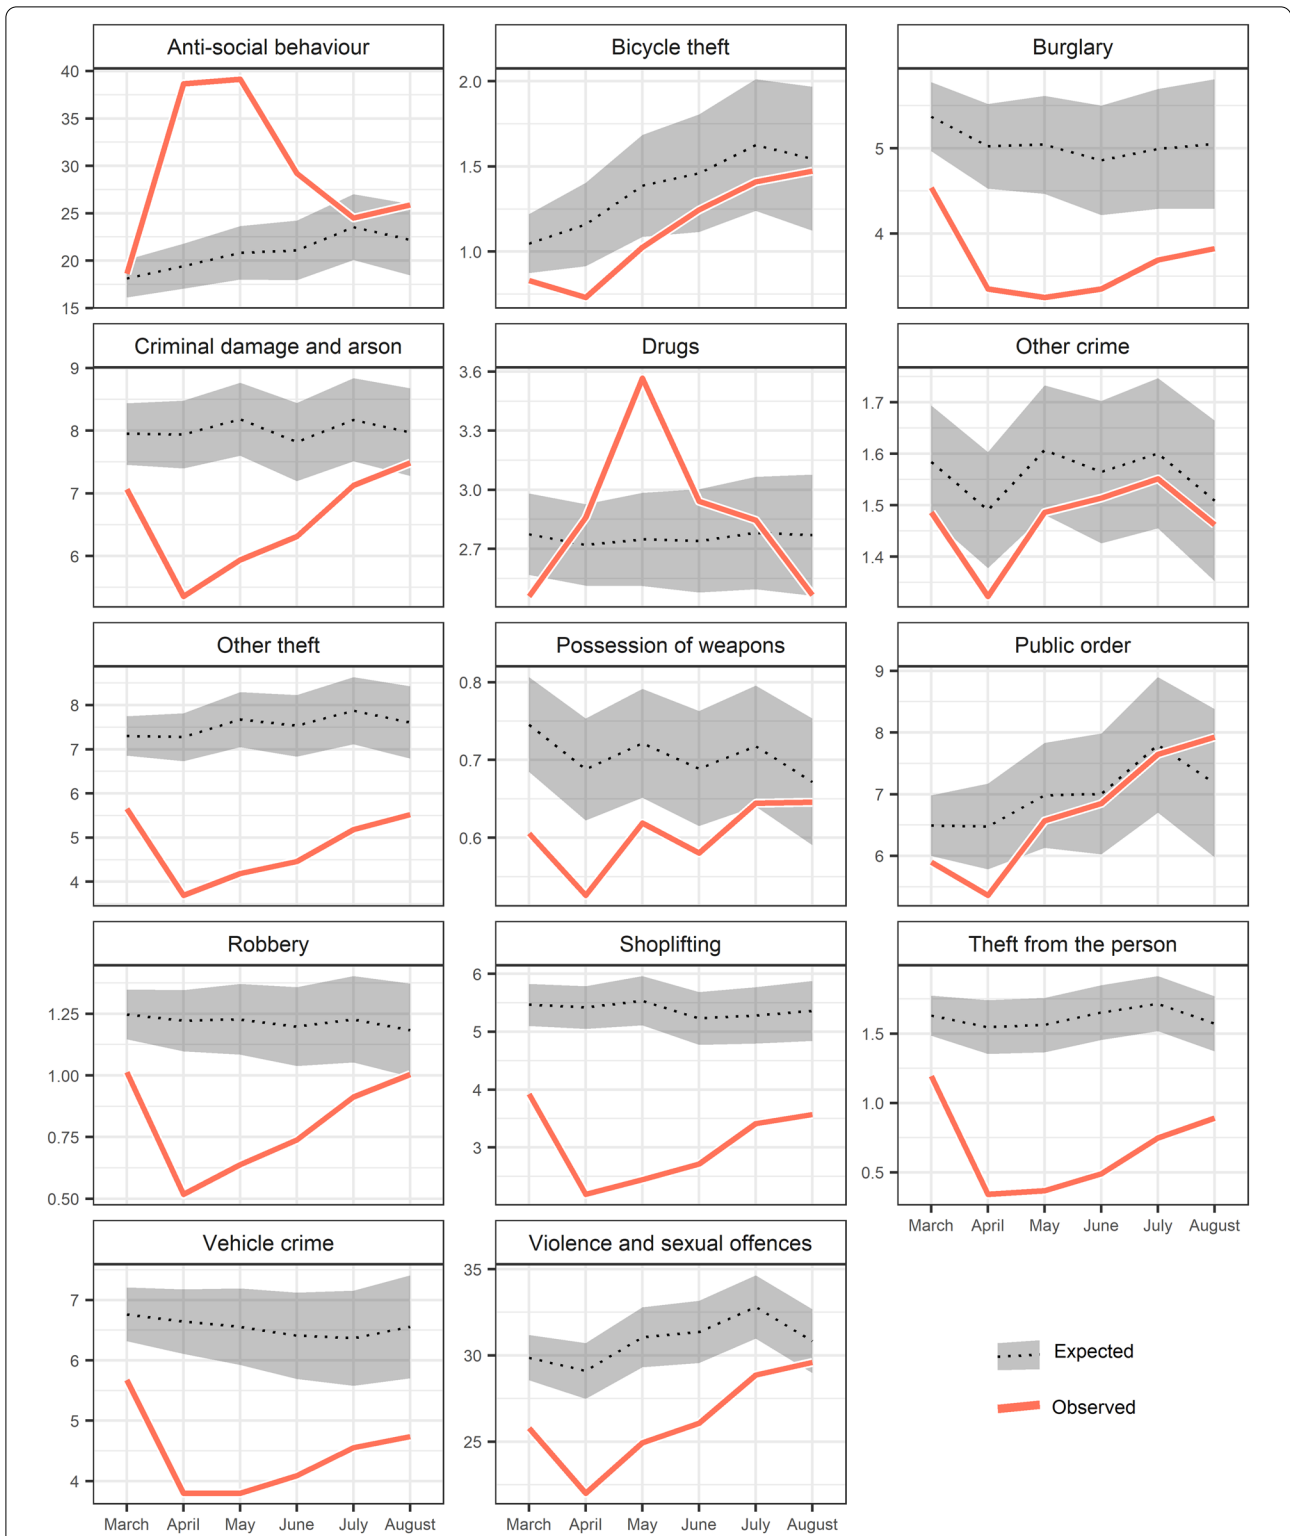 Anti-social behaviour
Bicycle theft
Burglary
40
35
30
25
20
15
2.0
1.5
1.0
5
4
Criminal damage and arson
Drugs
Other crime
9
8
7
6
3.6
3.3
3.0
2.7
1.7
1.6
1.5
1.4
Other theft
Possession of weapons
Public order
8
7
6
5
4
0.8
0.7
0.6
9
8
7
6
Robbery
Shoplifting
Theft from the person
1.25
1.00
0.75
0.50
6
5
4
3
1.5
1.0
0.5
March April May June July August
Vehicle crime
Violence and sexual offences
7
6
5
4
35
30
25
Expected
Observed
March April May June July August
March April May June July August